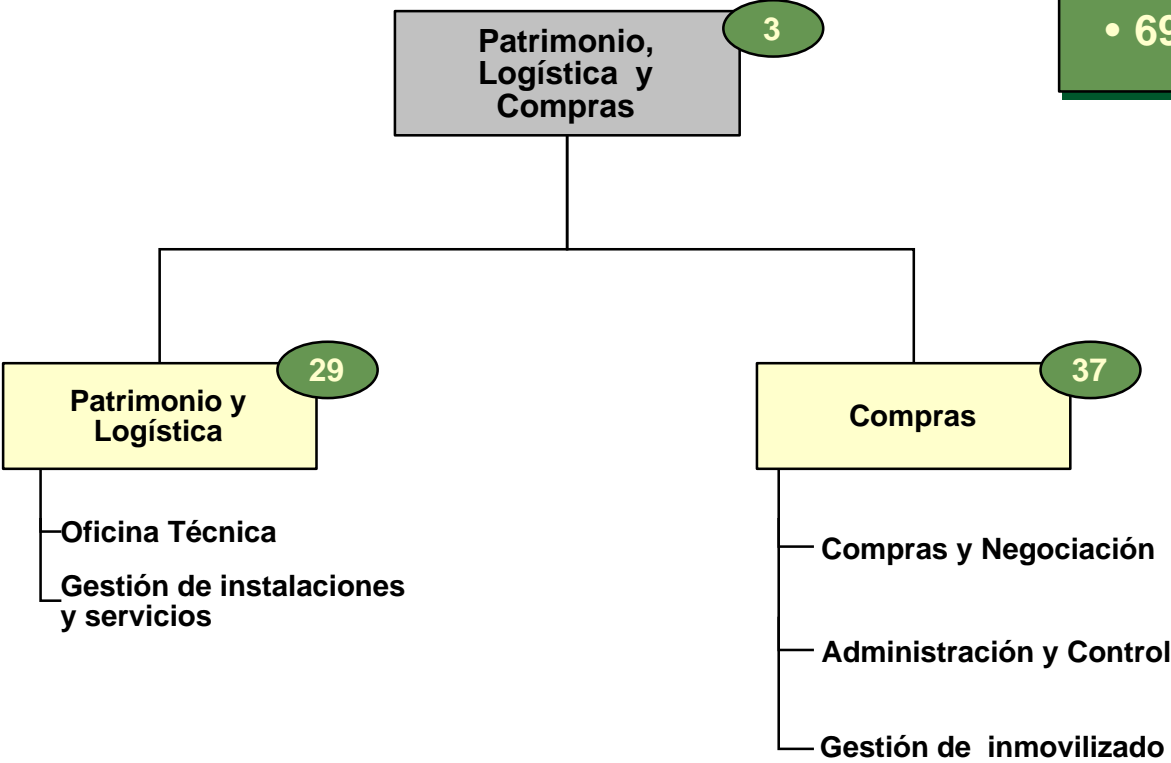 3
• 69
Patrimonio,
Logística y
Compras
29
37
Patrimonio y
Logística
Compras
Oficina Técnica
Gestión de instalaciones
y servicios
Compras y Negociación
Administración y Control
Gestión de inmovilizado